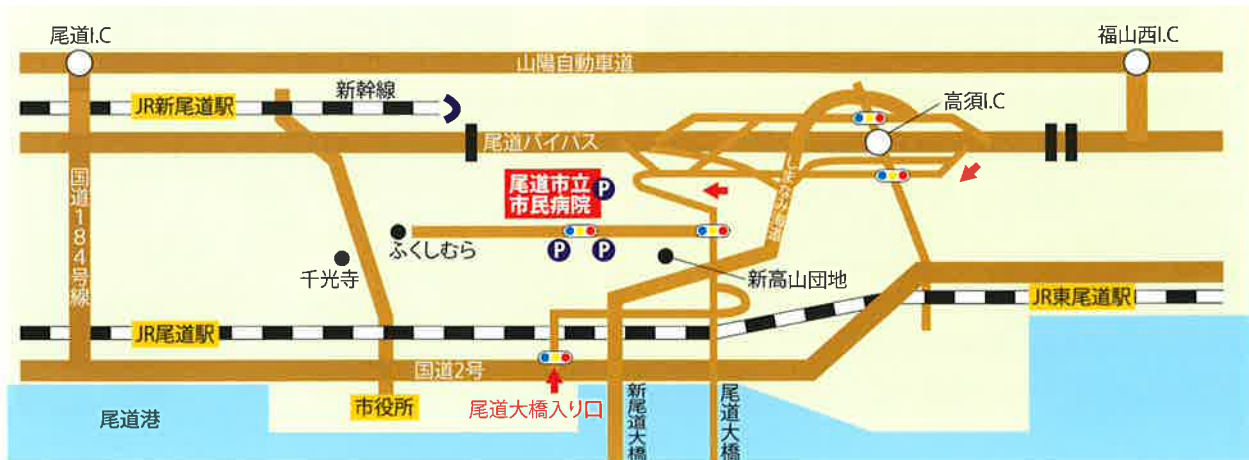 尾道I.C
福山西I.C
山陽自動車道
新幹線
JR新尾道駅
高須I.C
尾道バイパス
国道184号線
尾道市立
市民病院
P
しまなみ海道
P
P
ふくしむら
千光寺
新高山団地
JR東尾道駅
JR尾道駅
国道2号
市役所
尾道大橋入り口
新尾道大橋
尾道大橋
尾道港